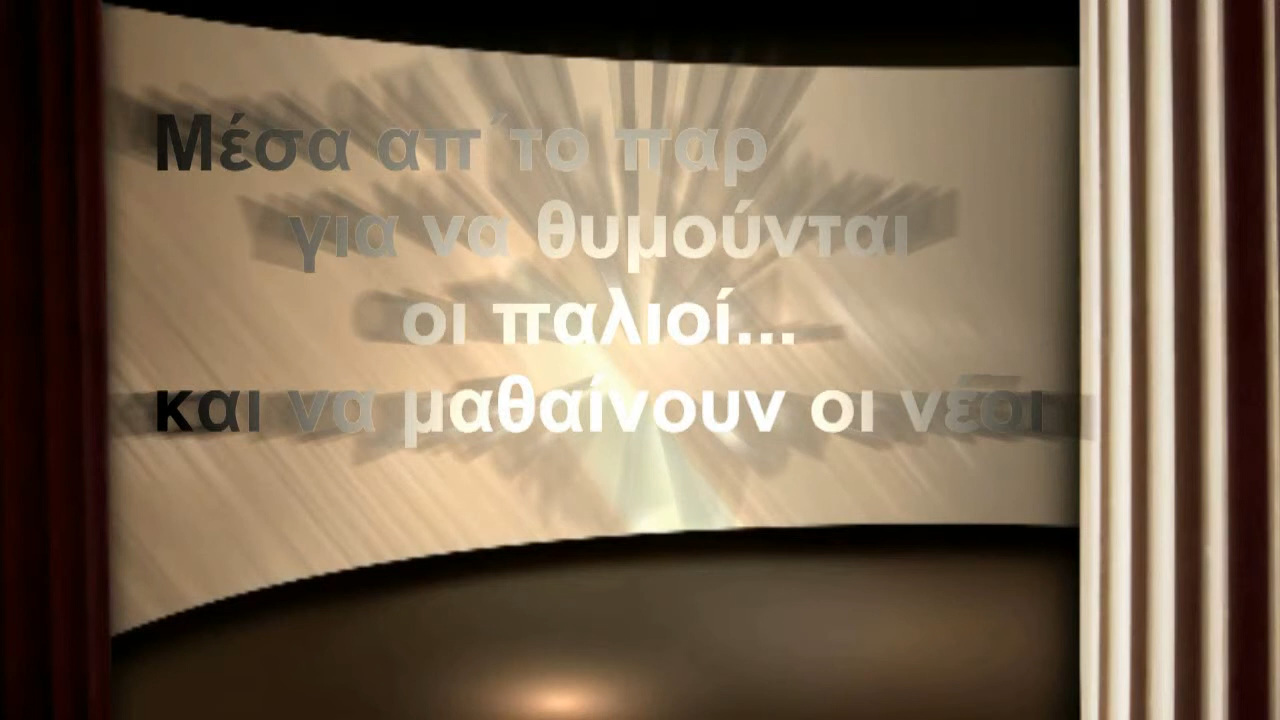 Μέσα απ΄το παρ
για να θυμούνται
οι παλιοί...
και να μαθαίνουν οι νέοι